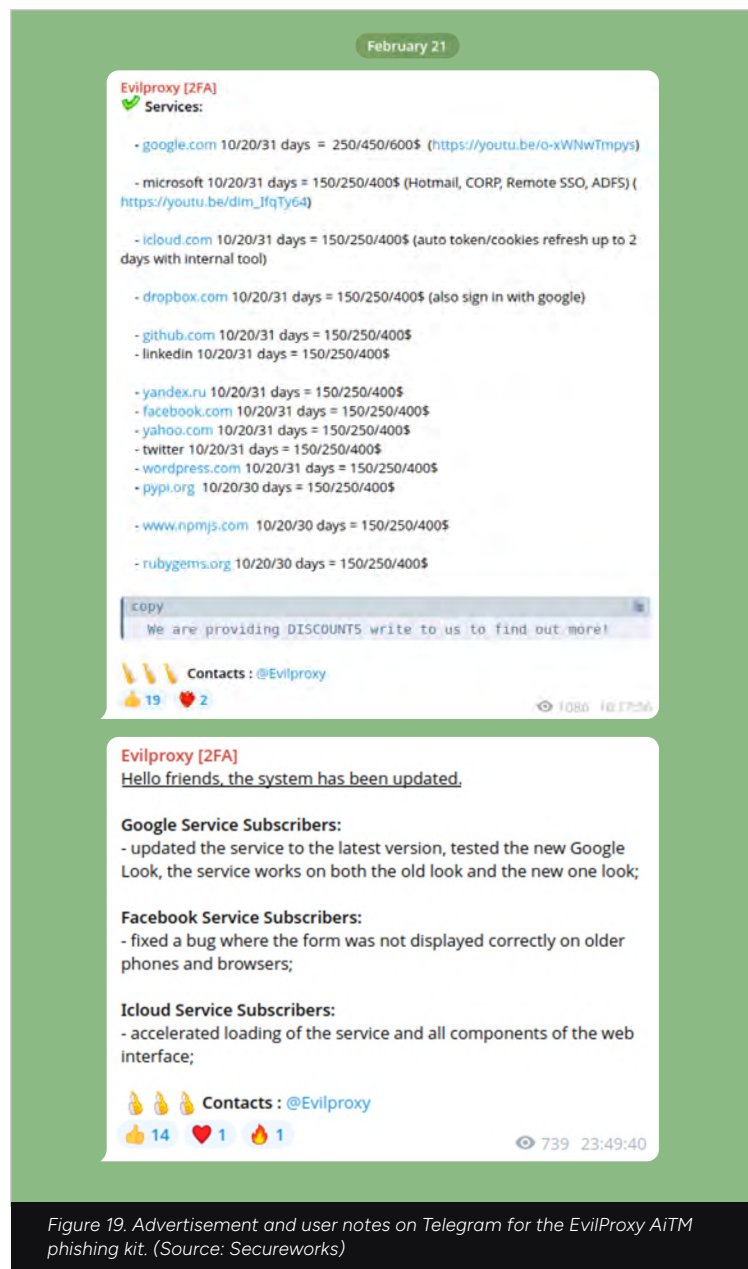 February 21
Evilproxy [2FA]
Services:
- google.com 10/20/31 days = 250/450/600$ (https://youtu.be/o-xWNwTmpys)
- microsoft 10/20/31 days = 150/250/400$ (Hotmail, CORP, Remote SSO, ADFS) (
https://youtu.be/dim_IfqTy64)
- icloud.com 10/20/31 days = 150/250/400$ (auto token/cookies refresh up to 2
days with internal tool)
- dropbox.com 10/20/31 days = 150/250/400$ (also sign in with google)
- github.com 10/20/31 days = 150/250/400$
- linkedin 10/20/31 days = 150/250/400$
- yandex.ru 10/20/31 days = 150/250/400$
- facebook.com 10/20/31 days = 150/250/400$
- yahoo.com 10/20/31 days = 150/250/400$
- twitter 10/20/31 days = 150/250/400$
- wordpress.com 10/20/31 days = 150/250/400$
- pypi.org 10/20/30 days = 150/250/400$
- www.npmjs.com 10/20/30 days = 150/250/400$
- rubygems.org 10/20/30 days = 150/250/400$
copy
We are providing DISCOUNTS write to us to find out more!
Contacts : @Evilproxy
19 2
1086
Evilproxy [2FA]
Hello friends, the system has been updated.
Google Service Subscribers:
- updated the service to the latest version, tested the new Google
Look, the service works on both the old look and the new one look;
Facebook Service Subscribers:
- fixed a bug where the form was not displayed correctly on older
phones and browsers;
Icloud Service Subscribers:
- accelerated loading of the service and all components of the web
interface;
Contacts : @Evilproxy
14 1 1
739 23:49:40
Figure 19. Advertisement and user notes on Telegram for the EvilProxy AiTM
phishing kit. (Source: Secureworks)